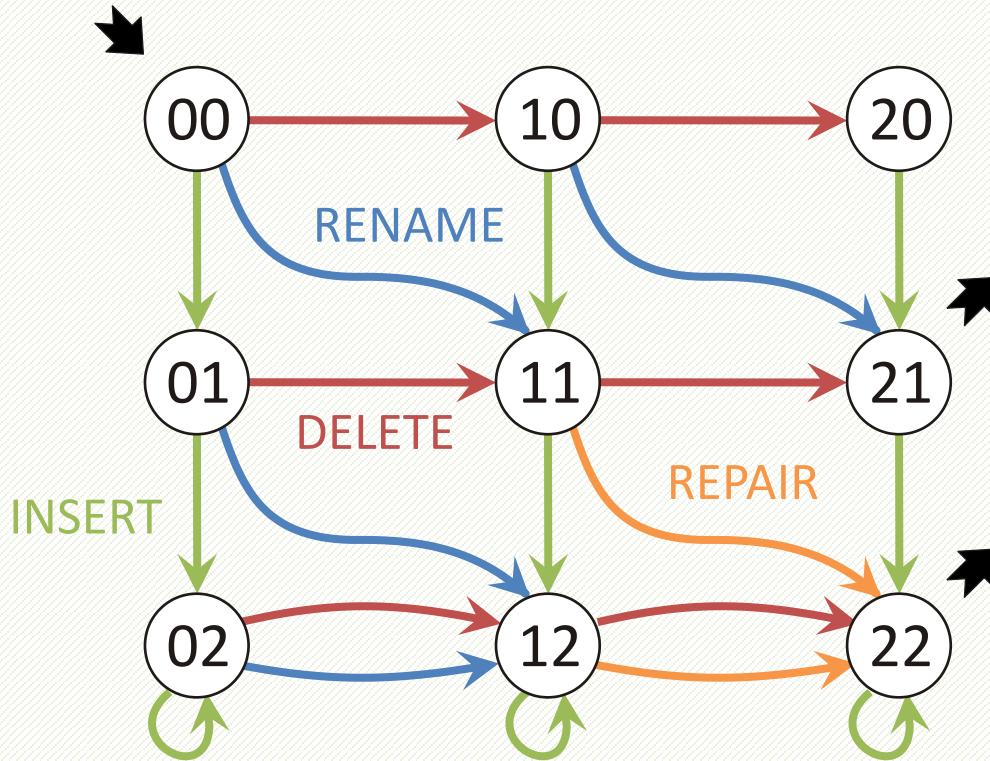 00 10 20
RENAME
01 11 21
DELETE
REPAIR
INSERT
02 12 22